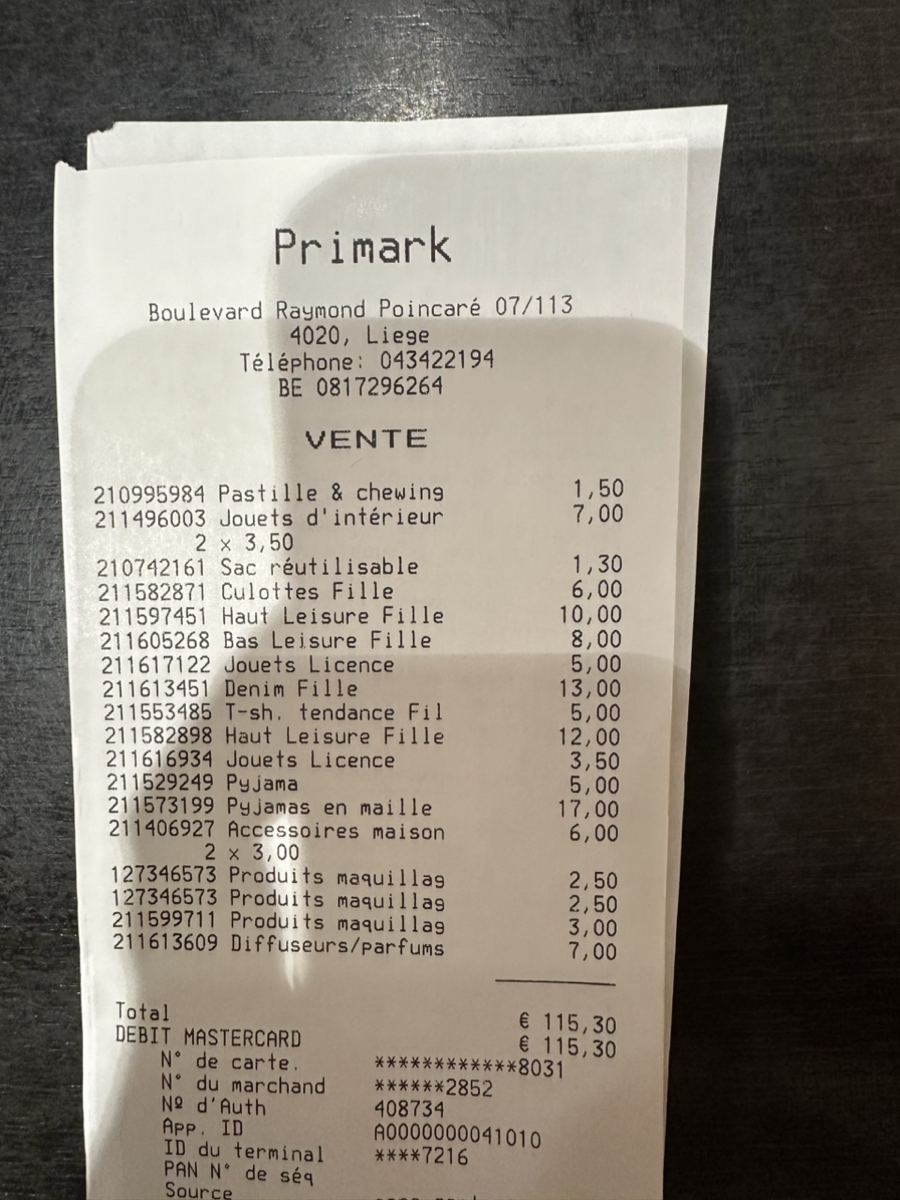 Primark
Boulevard Raymond Poincaré 07/113
4020, Liege
Téléphone: 043422194
BE 0817296264
VENTE
210995984 Pastille & chewing 1,50
211496003 Jouets d'intérieur 7,00
2 x 3,50
210742161 Sac réutilisable 1,30
211582871 Culottes Fille 6,00
211597451 Haut Leisure Fille 10,00
211605268 Bas Leisure Fille 8,00
211617122 Jouets Licence 5,00
211613451 Denim Fille 13,00
211553485 T-sh. tendance Fil 5,00
211582898 Haut Leisure Fille 12,00
211616934 Jouets Licence 3,50
211529249 Pyjama 5,00
211573199 Pyjamas en maille 17,00
211406927 Accessoires maison 6,00
2 x 3,00
127346573 Produits maquillag 2,50
127346573 Produits maquillag 2,50
211599711 Produits maquillag 3,00
211613609 Diffuseurs/parfums 7,00
Total € 115,30
DEBIT MASTERCARD € 115,30
N° de carte. ************8031
N° du marchand ******2852
Nº d'Auth 408734
App. ID A0000000041010
ID du terminal ****7216
PAN N° de séq
Source